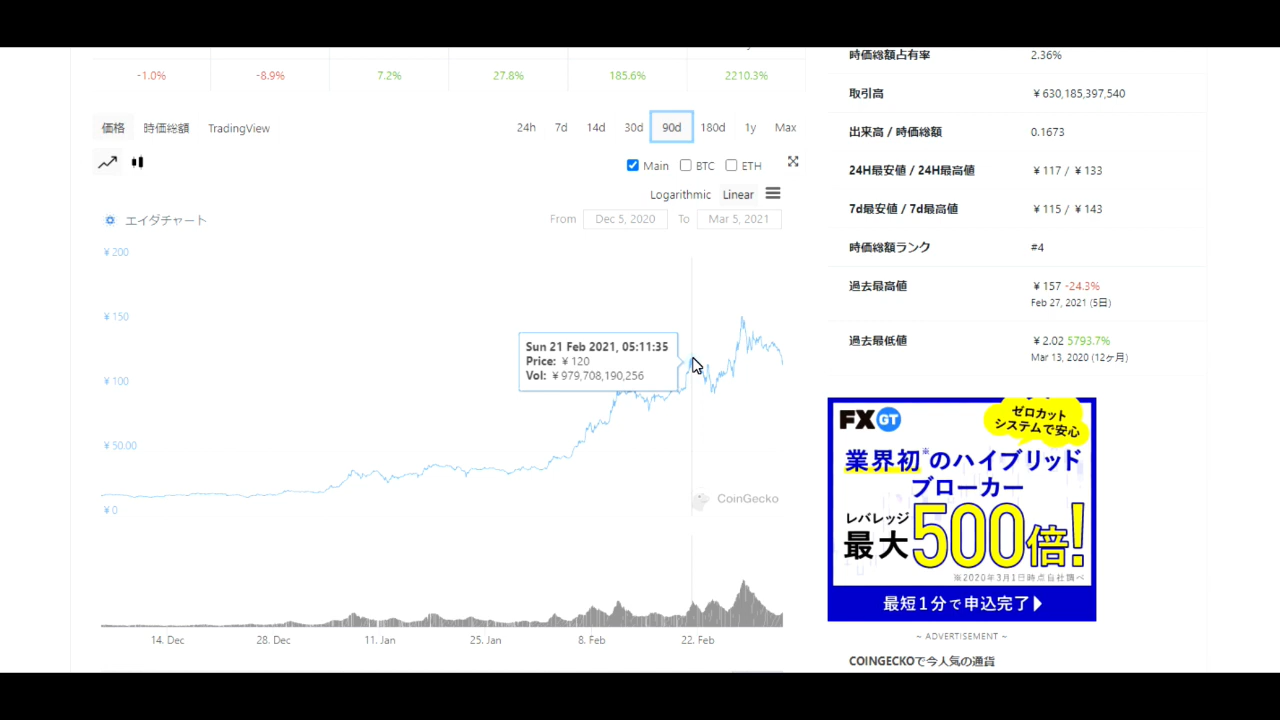 -1.0% -8.9% 7.2% 27.8% 185.6% 2210.3%
価格 時価総額 TradingView 24h 7d 14d 30d 90d 180d 1y Max
Main BTC ETH
Logarithmic Linear
エイダチャート From Dec 5, 2020 To Mar 5, 2021
¥200
¥150
¥100
¥50.00
¥0
Sun 21 Feb 2021, 05:11:35
Price: ¥120
Vol: ¥979,708,190,256
CoinGecko
14. Dec 28. Dec 11. Jan 25. Jan 8. Feb 22. Feb
時価総額占有率 2.36%
取引高 ¥630,185,397,540
出来高 / 時価総額 0.1673
24H最安値 / 24H最高値 ¥117 / ¥133
7d最安値 / 7d最高値 ¥115 / ¥143
時価総額ランク #4
過去最高値 ¥157 -24.3%
Feb 27, 2021 (5日)
過去最低値 ¥2.02 5793.7%
Mar 13, 2020 (12ヶ月)
FXGT
ゼロカット
システムで安心
業界初※のハイブリッド
ブローカー
レバレッジ
最大500倍!
※2020年3月1日時点自社調べ
最短1分で申込完了
~ ADVERTISEMENT ~
COINGECKOで今人気の通貨